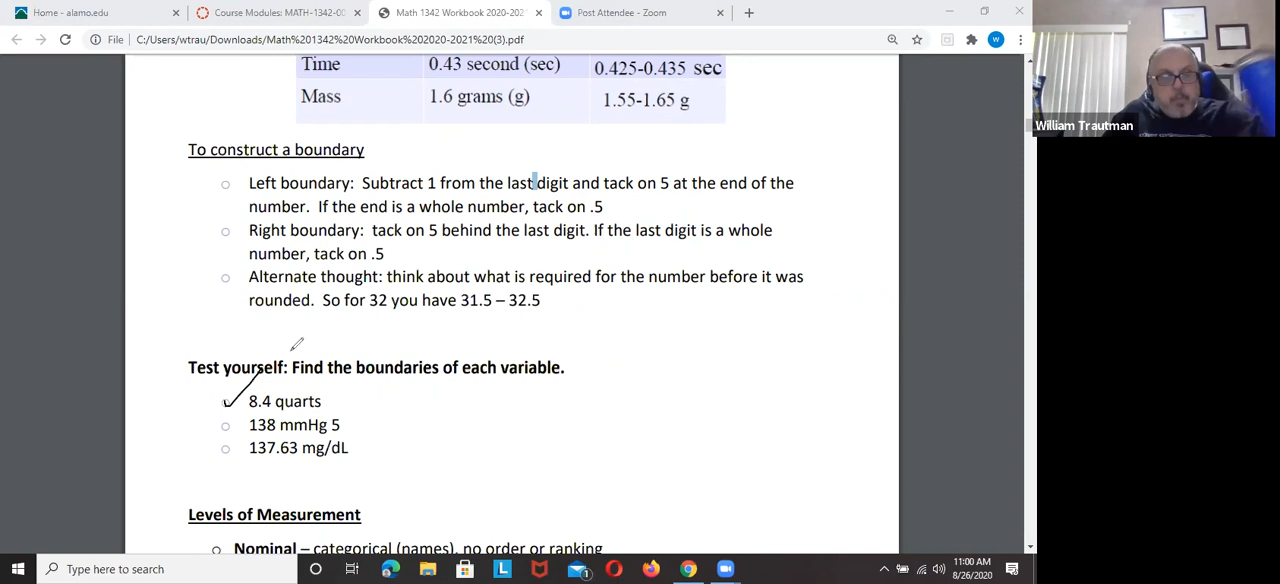 Home - alamo.edu
Course Modules: MATH-1342-00
Math 1342 Workbook 2020-202
Post Attendee - Zoom
File
C:/Users/wtrau/Downloads/Math%201342%20Workbook%202020-2021%20(3).pdf
W
Time 0.43 second (sec) 0.425-0.435 sec
Mass 1.6 grams (g) 1.55-1.65 g
William Trautman
To construct a boundary
Left boundary: Subtract 1 from the last digit and tack on 5 at the end of the
number. If the end is a whole number, tack on .5
Right boundary: tack on 5 behind the last digit. If the last digit is a whole
number, tack on .5
Alternate thought: think about what is required for the number before it was
rounded. So for 32 you have 31.5 – 32.5
Test yourself: Find the boundaries of each variable.
8.4 quarts
138 mmHg 5
137.63 mg/dL
Levels of Measurement
Nominal – categorical (names), no order or ranking
Type here to search
L
1
11:00 AM
8/26/2020